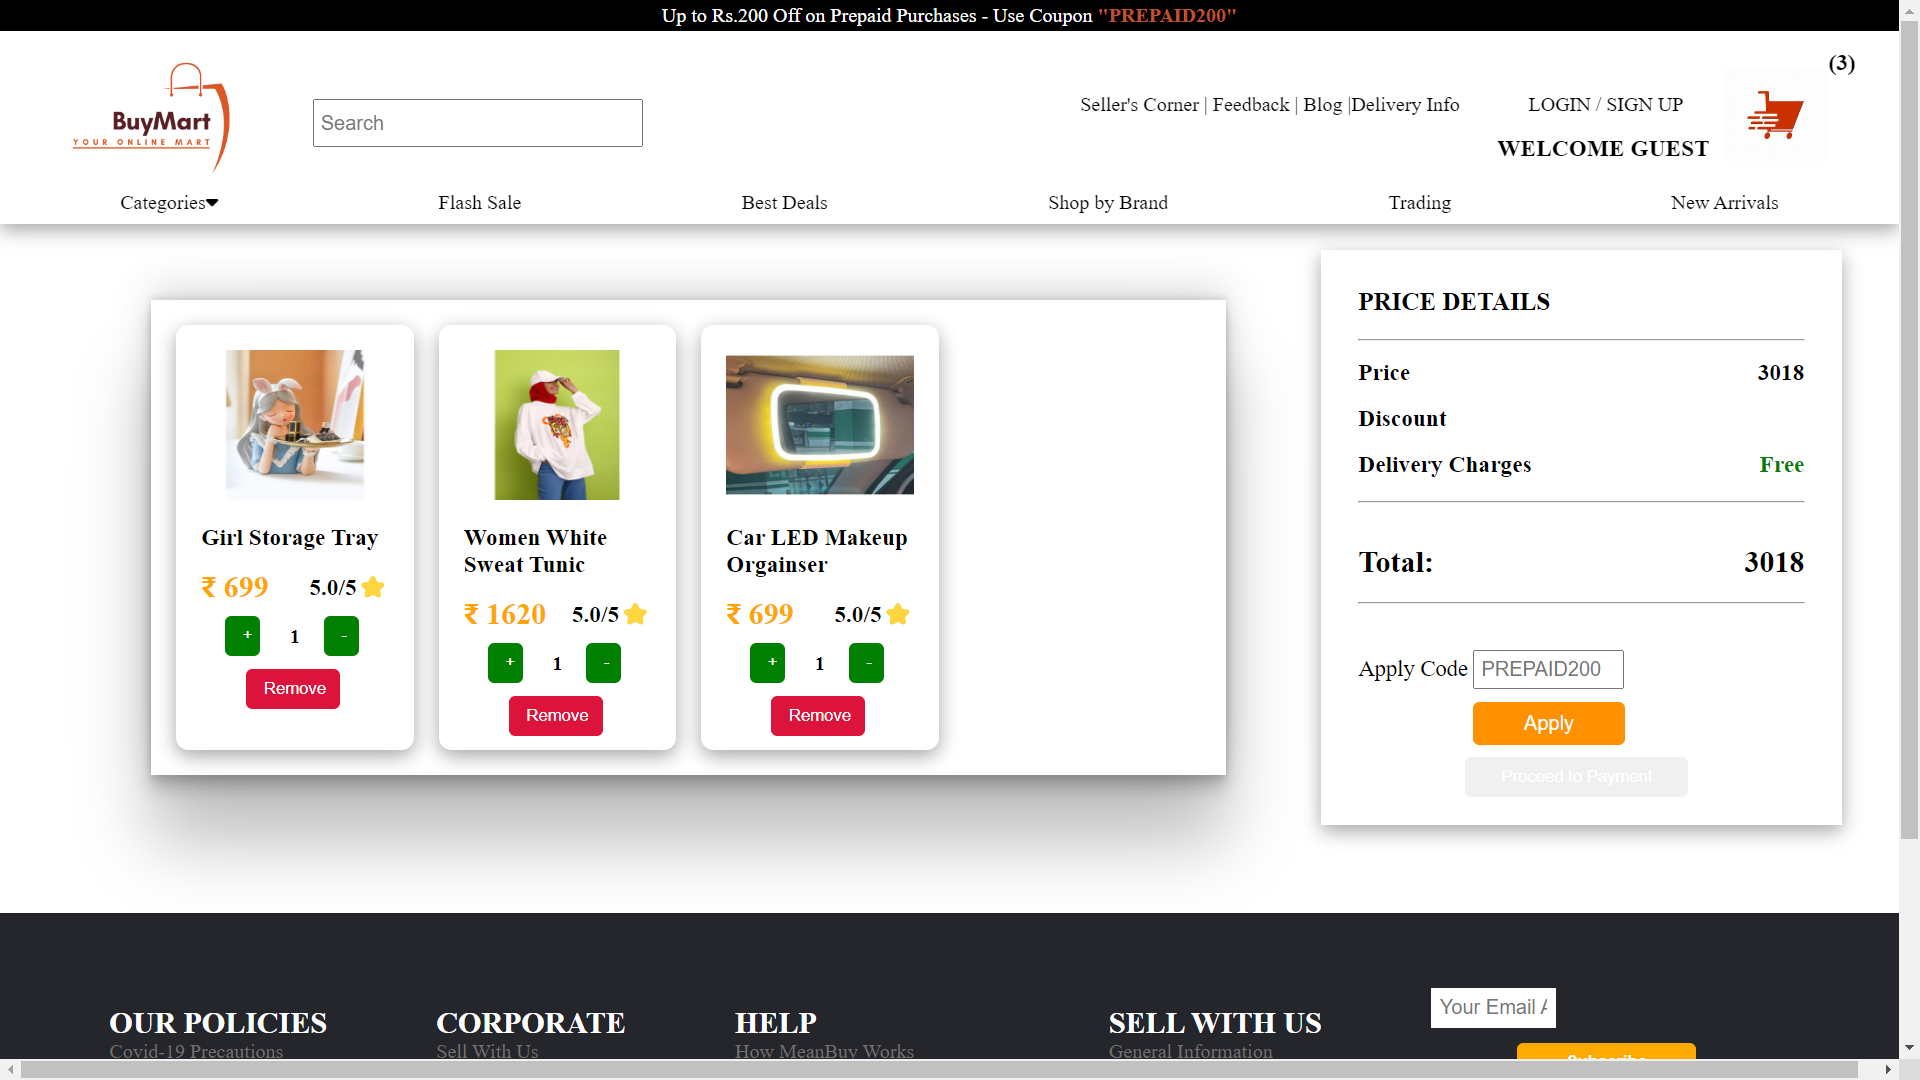 Up to Rs.200 Off on Prepaid Purchases - Use Coupon "PREPAID200"
(3)
BuyMart
YOUR ONLINE MART
Search
Seller's Corner | Feedback | Blog |Delivery Info
LOGIN / SIGN UP
WELCOME GUEST
Categories
Flash Sale
Best Deals
Shop by Brand
Trading
New Arrivals
Girl Storage Tray
₹ 699
5.0/5
+ 1 -
Remove
Women White
Sweat Tunic
₹ 1620
5.0/5
+ 1 -
Remove
Car LED Makeup
Orgainser
₹ 699
5.0/5
+ 1 -
Remove
PRICE DETAILS
Price 3018
Discount
Delivery Charges Free
Total: 3018
Apply Code PREPAID200
Apply
Proceed to Payment
OUR POLICIES
Covid-19 Precautions
CORPORATE
Sell With Us
HELP
How MeanBuy Works
SELL WITH US
General Information
Your Email A
Subscribe